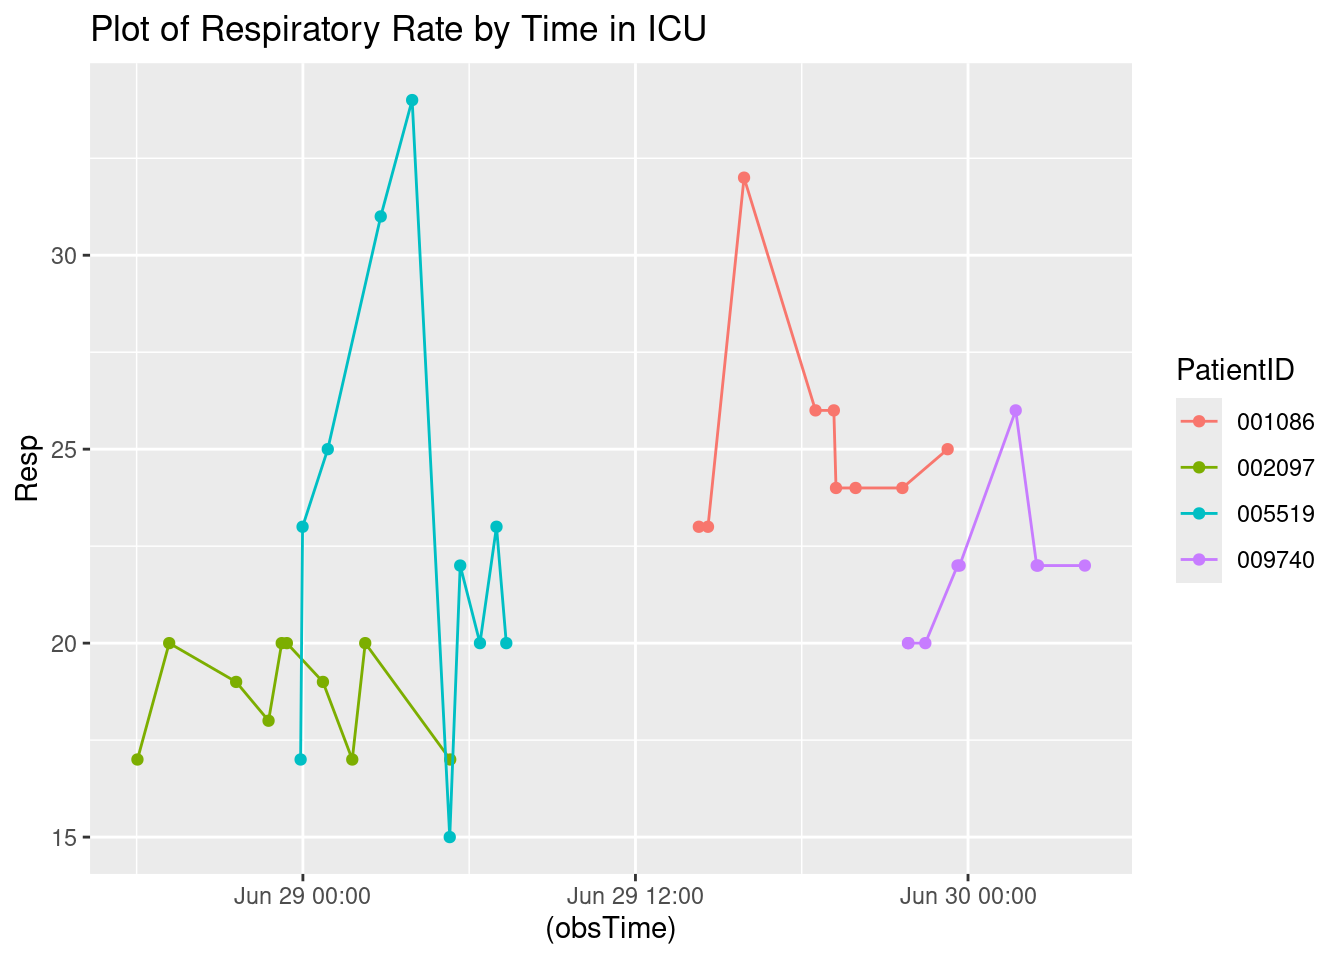 Plot of Respiratory Rate by Time in ICU
Resp
30
25
20
15
Jun 29 00:00
Jun 29 12:00
Jun 30 00:00
(obsTime)
PatientID
001086
002097
005519
009740